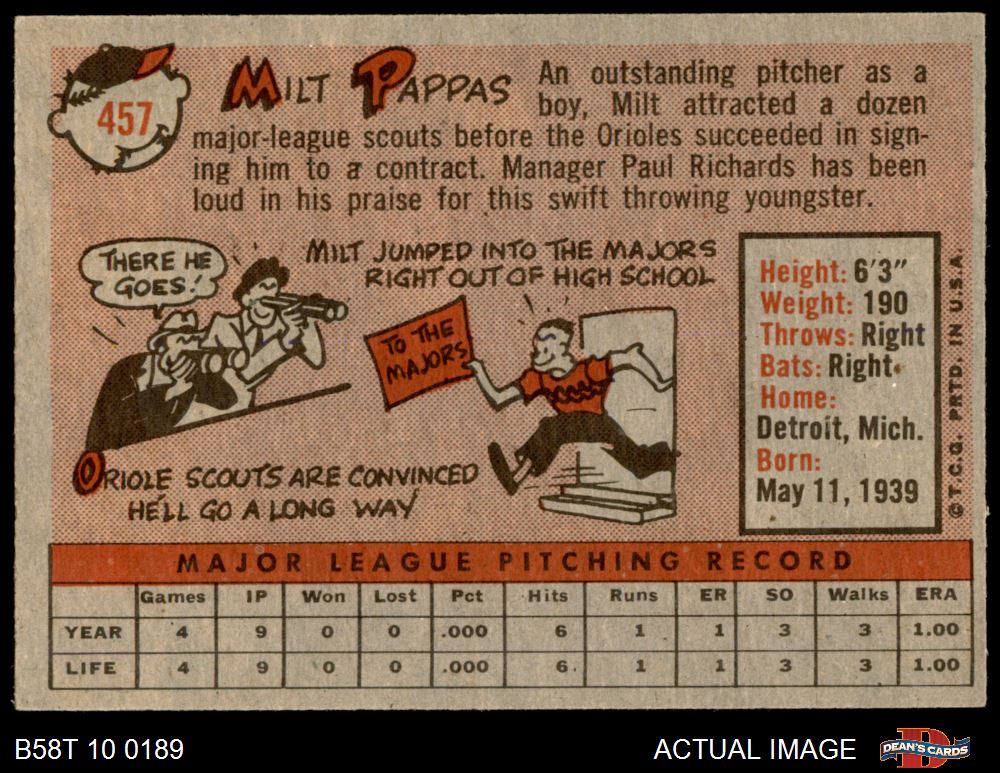 457
MILT PAPPAS
An outstanding pitcher as a
boy, Milt attracted a dozen
major-league scouts before the Orioles succeeded in sign-
ing him to a contract. Manager Paul Richards has been
loud in his praise for this swift throwing youngster.
THERE HE
GOES!
MILT JUMPED INTO THE MAJORS
RIGHT OUT OF HIGH SCHOOL
TO THE
MAJORS
ORIOLE SCOUTS ARE CONVINCED
HE'LL GO A LONG WAY
Height: 6'3"
Weight: 190
Throws: Right
Bats: Right
Home:
Detroit, Mich.
Born:
May 11, 1939
© T.C.G. PRTD. IN U.S.A.
MAJOR LEAGUE PITCHING RECORD
Games IP Won Lost Pct Hits Runs ER SO Walks ERA
YEAR 4 9 0 0 .000 6 1 1 3 3 1.00
LIFE 4 9 0 0 .000 6 1 1 3 3 1.00
B58T 10 0189
ACTUAL IMAGE
DEAN'S CARDS